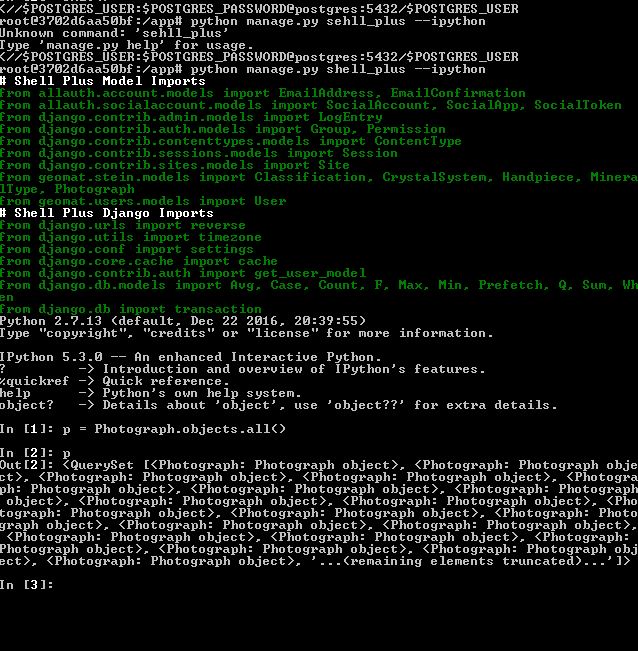 <//$POSTGRES_USER:$POSTGRES_PASSWORD@postgres:5432/$POSTGRES_USER
root@3702d6aa50bf:/app# python manage.py sehll_plus --ipython
Unknown command: 'sehll_plus'
Type 'manage.py help' for usage.
<//$POSTGRES_USER:$POSTGRES_PASSWORD@postgres:5432/$POSTGRES_USER
root@3702d6aa50bf:/app# python manage.py shell_plus --ipython
# Shell Plus Model Imports
from allauth.account.models import EmailAddress, EmailConfirmation
from allauth.socialaccount.models import SocialAccount, SocialApp, SocialToken
from django.contrib.admin.models import LogEntry
from django.contrib.auth.models import Group, Permission
from django.contrib.contenttypes.models import ContentType
from django.contrib.sessions.models import Session
from django.contrib.sites.models import Site
from geomat.stein.models import Classification, CrystalSystem, Handpiece, Minera
lType, Photograph
from geomat.users.models import User
# Shell Plus Django Imports
from django.urls import reverse
from django.utils import timezone
from django.conf import settings
from django.core.cache import cache
from django.contrib.auth import get_user_model
from django.db.models import Avg, Case, Count, F, Max, Min, Prefetch, Q, Sum, Wh
en
from django.db import transaction
Python 2.7.13 (default, Dec 22 2016, 20:39:55)
Type "copyright", "credits" or "license" for more information.
IPython 5.3.0 -- An enhanced Interactive Python.
? -> Introduction and overview of IPython's features.
%quickref -> Quick reference.
help -> Python's own help system.
object? -> Details about 'object', use 'object??' for extra details.
In [1]: p = Photograph.objects.all()
In [2]: p
Out[2]: <QuerySet [<Photograph: Photograph object>, <Photograph: Photograph obje
ct>, <Photograph: Photograph object>, <Photograph: Photograph object>, <Photogra
ph: Photograph object>, <Photograph: Photograph object>, <Photograph: Photograph
 object>, <Photograph: Photograph object>, <Photograph: Photograph object>, <Pho
tograph: Photograph object>, <Photograph: Photograph object>, <Photograph: Photo
graph object>, <Photograph: Photograph object>, <Photograph: Photograph object>,
 <Photograph: Photograph object>, <Photograph: Photograph object>, <Photograph: 
Photograph object>, <Photograph: Photograph object>, <Photograph: Photograph obj
ect>, <Photograph: Photograph object>, '...(remaining elements truncated)...']>
In [3]: